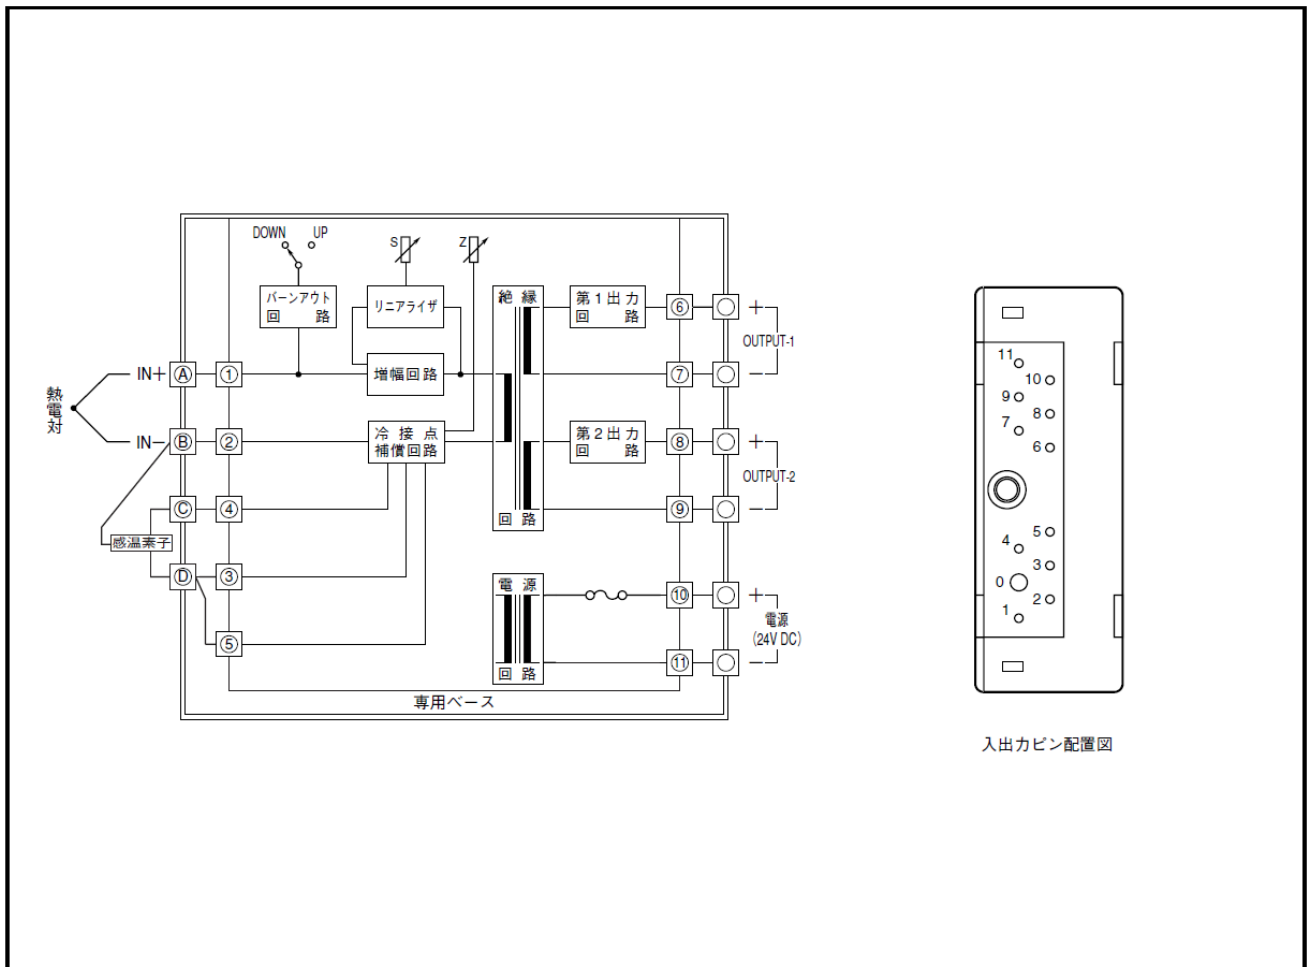 DOWN UP
S
Z
バーンアウト
回 路
リニアライザ
増幅回路
冷 接 点
補償回路
絶 縁
回 路
第 1 出 力
回 路
第 2 出 力
回 路
電 源
回 路
熱電対
IN+
IN−
Ⓐ
Ⓑ
Ⓒ
Ⓓ
感温素子
①
②
④
③
⑤
⑥
⑦
⑧
⑨
⑩
⑪
+
OUTPUT-1
−
+
OUTPUT-2
−
+
電源
(24V DC)
−
専用ベース
11
10
9
8
7
6
5
4
3
0
2
1
入出力ピン配置図